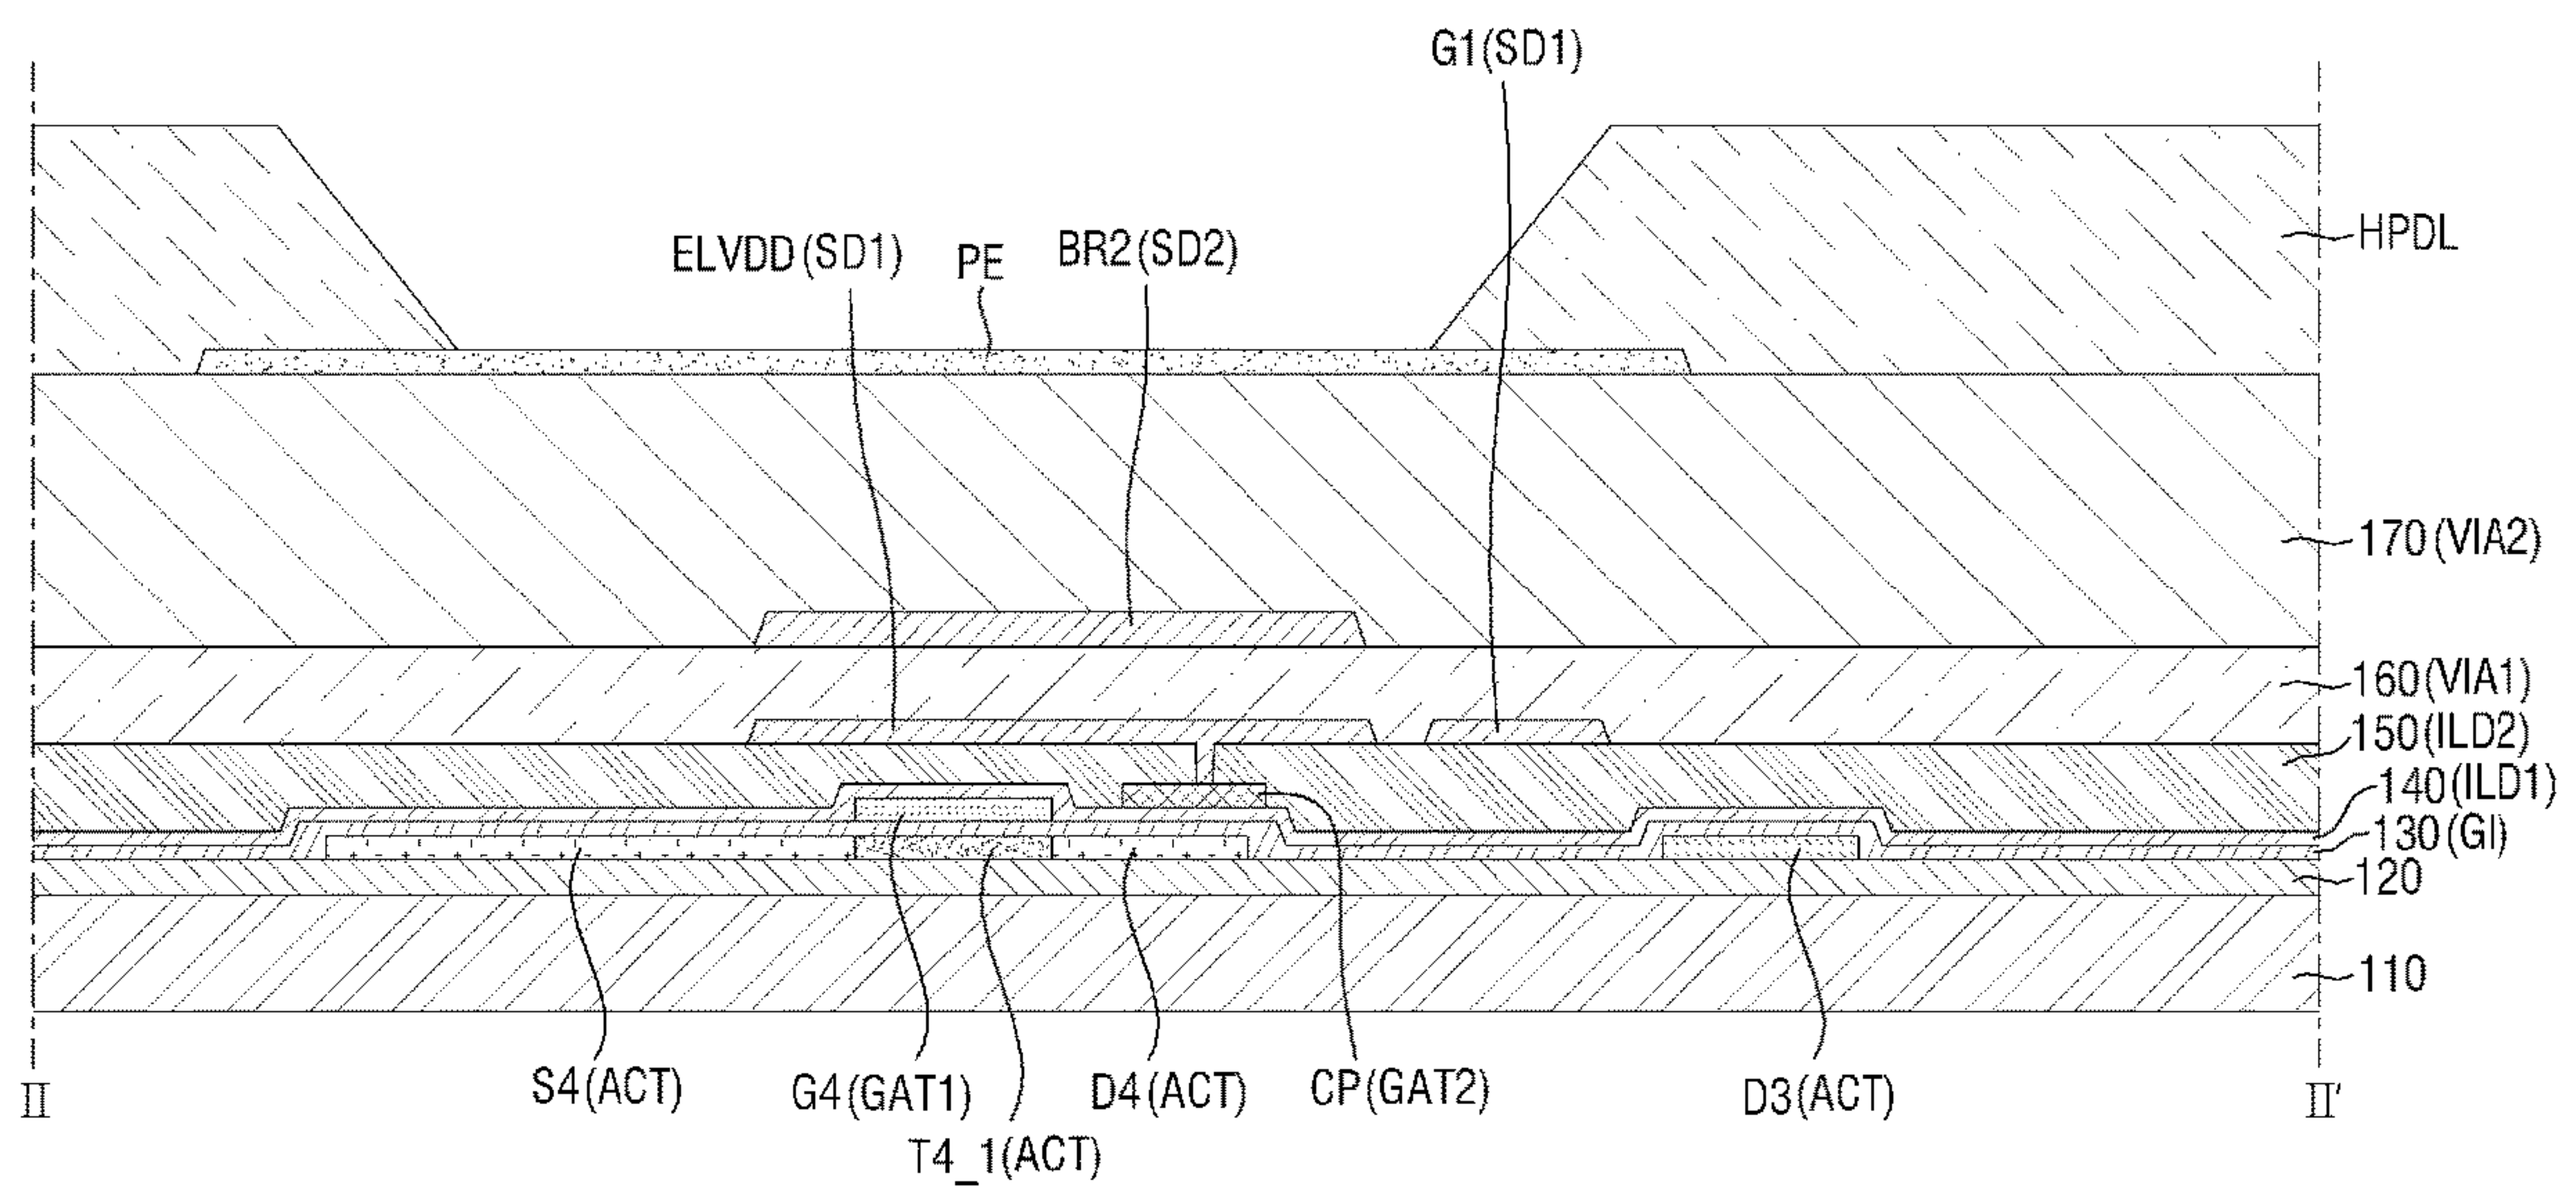 G1(SD1)
ELVDD(SD1)
PE
BR2(SD2)
HPDL
170(VIA2)
160(VIA1)
150(ILD2)
140(ILD1)
130(GI)
120
110
S4(ACT)
G4(GAT1)
T4_1(ACT)
D4(ACT)
CP(GAT2)
D3(ACT)
II
II'